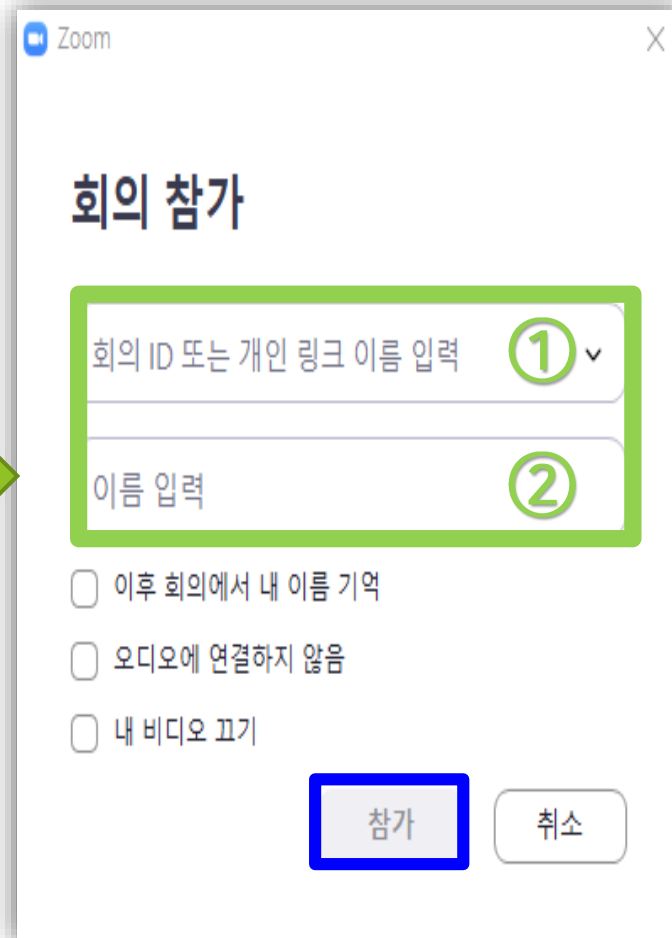 Zoom
회의 참가
회의 ID 또는 개인 링크 이름 입력 ①
이름 입력 ②
이후 회의에서 내 이름 기억
오디오에 연결하지 않음
내 비디오 끄기
참가 취소